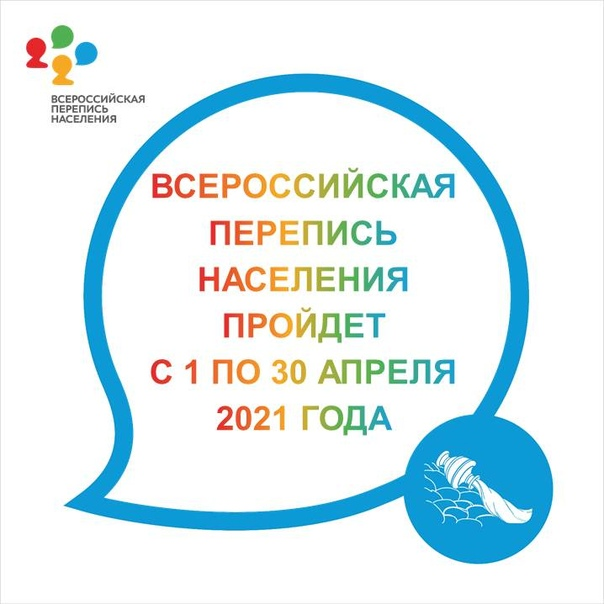 ВСЕРОССИЙСКАЯ
ПЕРЕПИСЬ
НАСЕЛЕНИЯ
ВСЕРОССИЙСКАЯ
ПЕРЕПИСЬ
НАСЕЛЕНИЯ
ПРОЙДЕТ
С 1 ПО 30 АПРЕЛЯ
2021 ГОДА